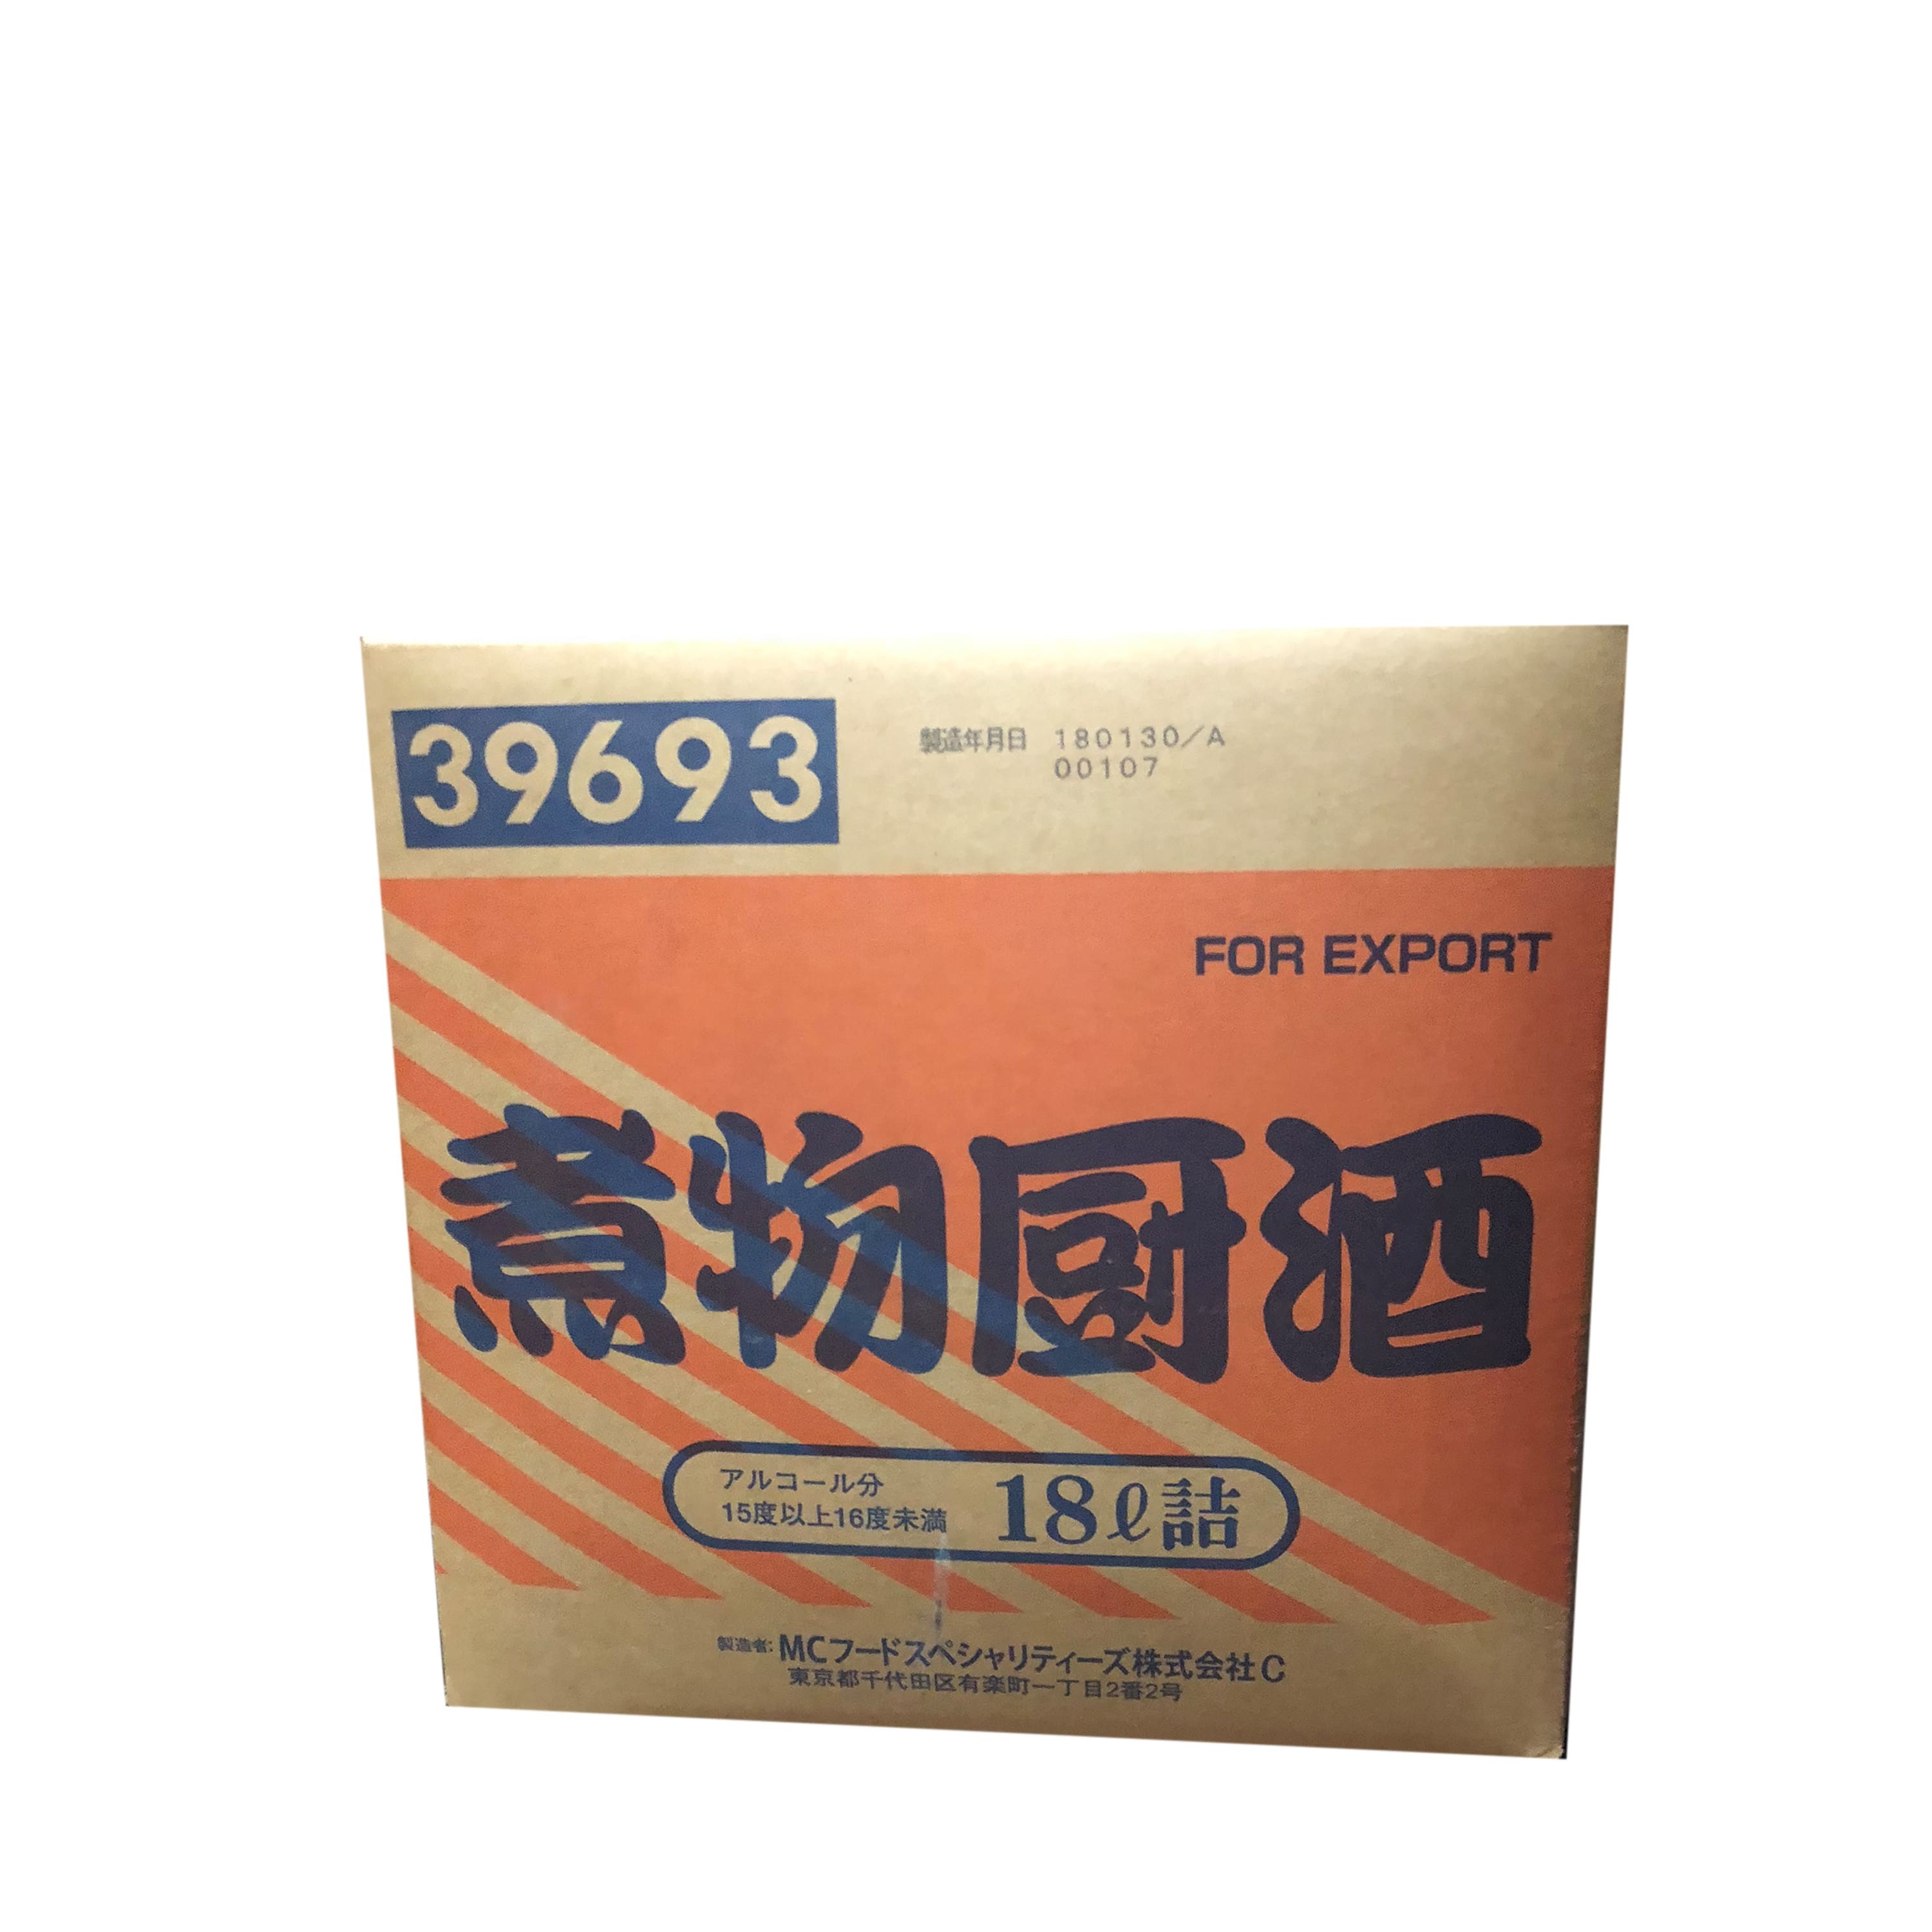 39693
製造年月日 180130/A
00107
FOR EXPORT
煮物厨酒
アルコール分
15度以上16度未満
18ℓ詰
製造者: MCフードスペシャリティーズ株式会社 C
東京都千代田区有楽町一丁目2番2号